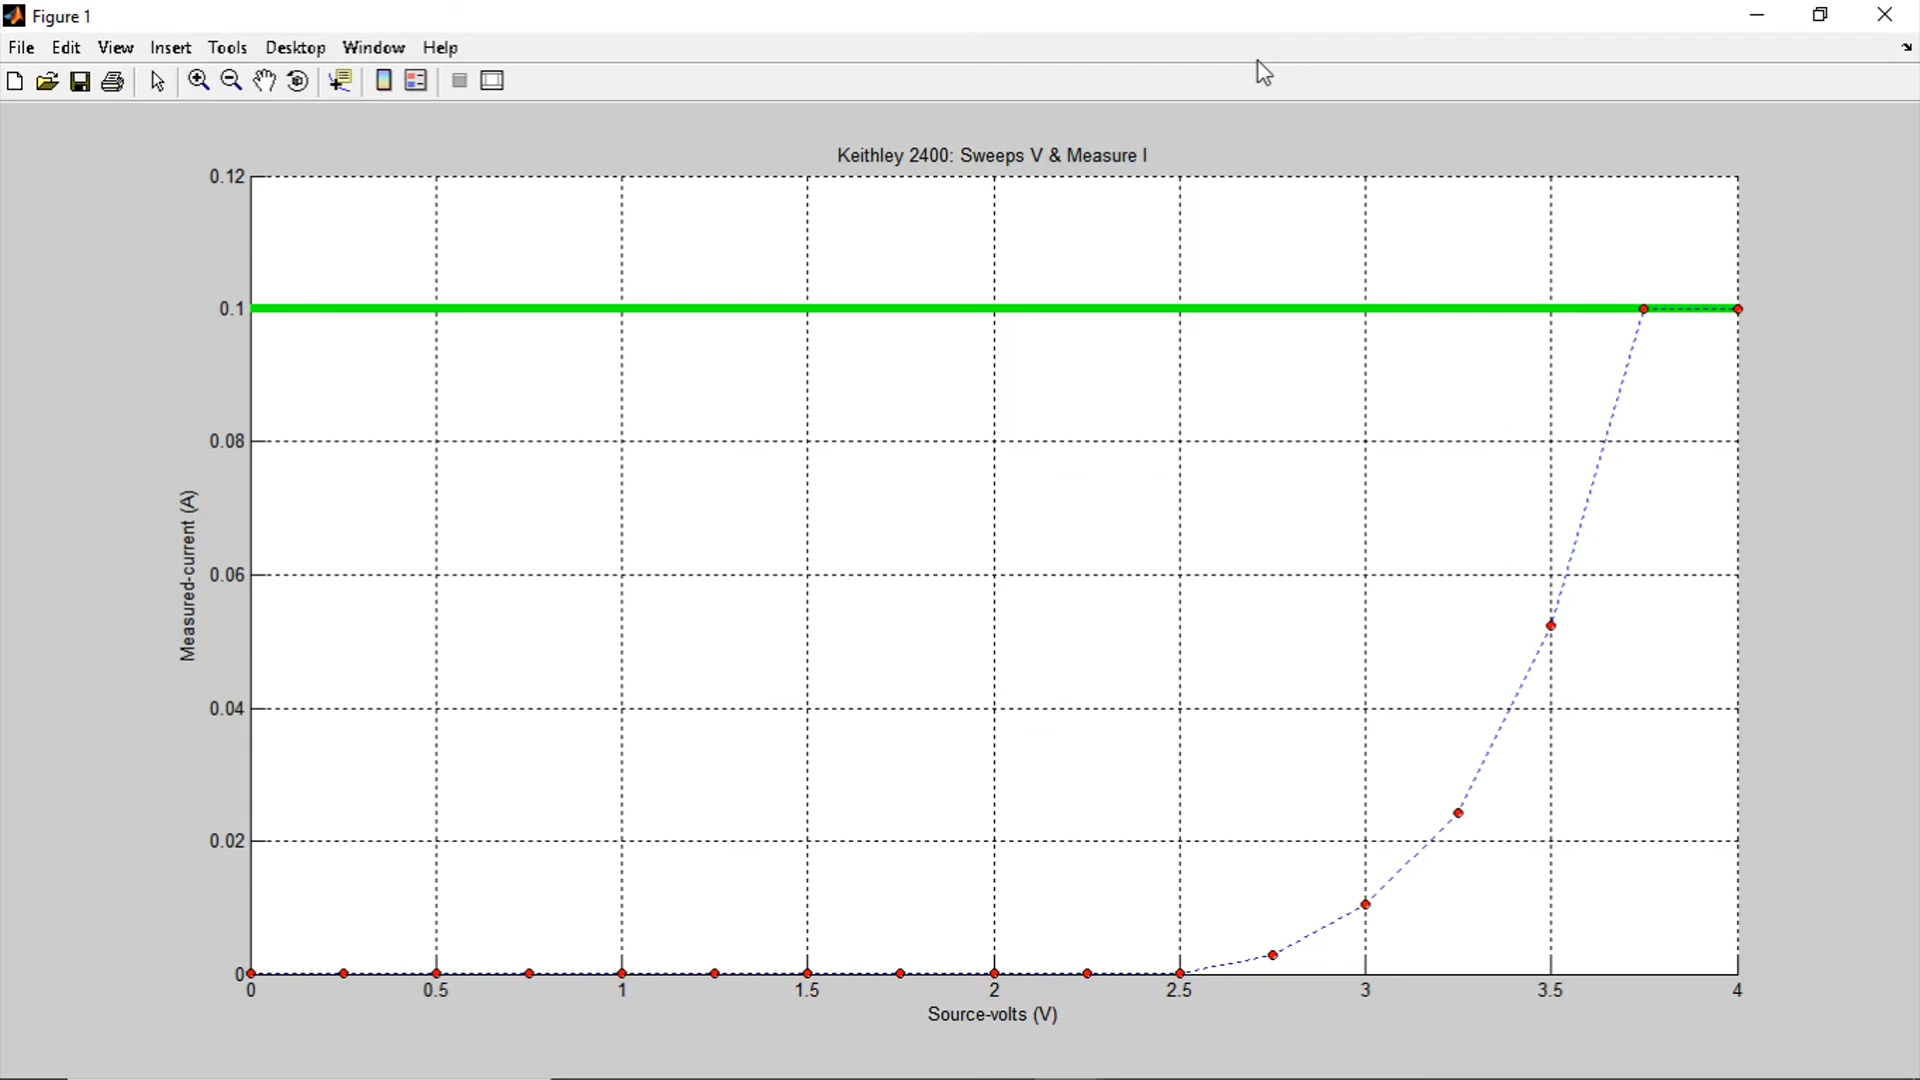 Figure 1
File Edit View Insert Tools Desktop Window Help
Keithley 2400: Sweeps V & Measure I
0.12
0.1
0.08
0.06
0.04
0.02
0
Measured-current (A)
0 0.5 1 1.5 2 2.5 3 3.5 4
Source-volts (V)